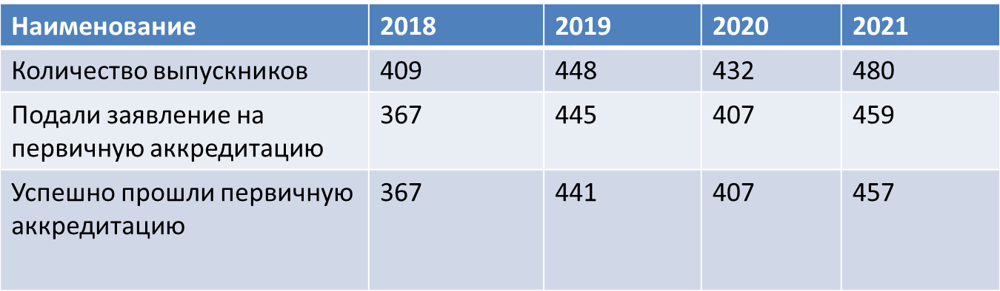 Наименование 2018 2019 2020 2021
Количество выпускников 409 448 432 480
Подали заявление на 367 445 407 459
первичную аккредитацию
Успешно прошли первичную 367 441 407 457
аккредитацию